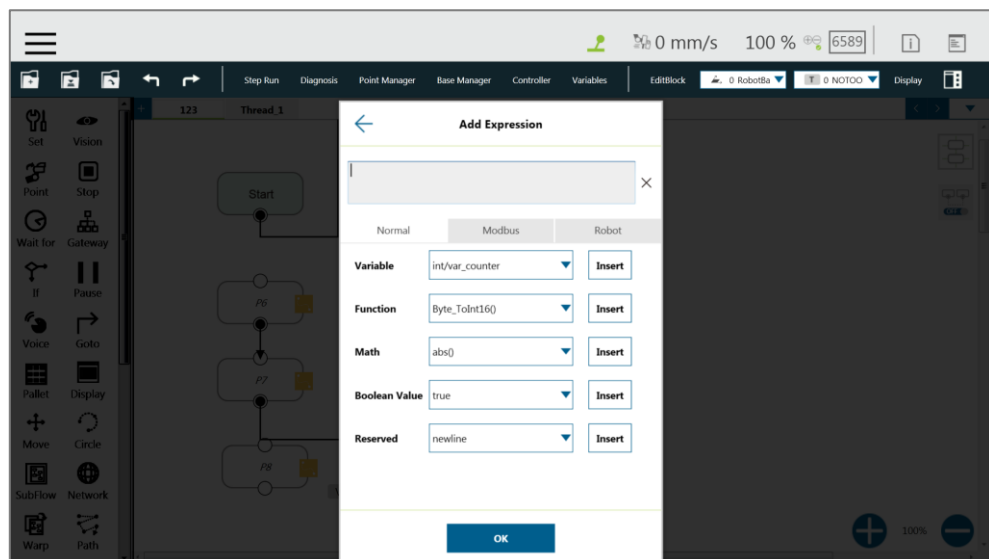 0 mm/s 100 % 6589
Step Run Diagnosis Point Manager Base Manager Controller Variables EditBlock 0 RobotBa T 0 NOTOO Display
123 Thread_1
Set Vision
Point Stop
Wait for Gateway
If Pause
Voice Goto
Pallet Display
Move Circle
SubFlow Network
Warp Path
Start
P6
P7
P8
Add Expression
Normal Modbus Robot
Variable int/var_counter Insert
Function Byte_ToInt16() Insert
Math abs() Insert
Boolean Value true Insert
Reserved newline Insert
OK
100%